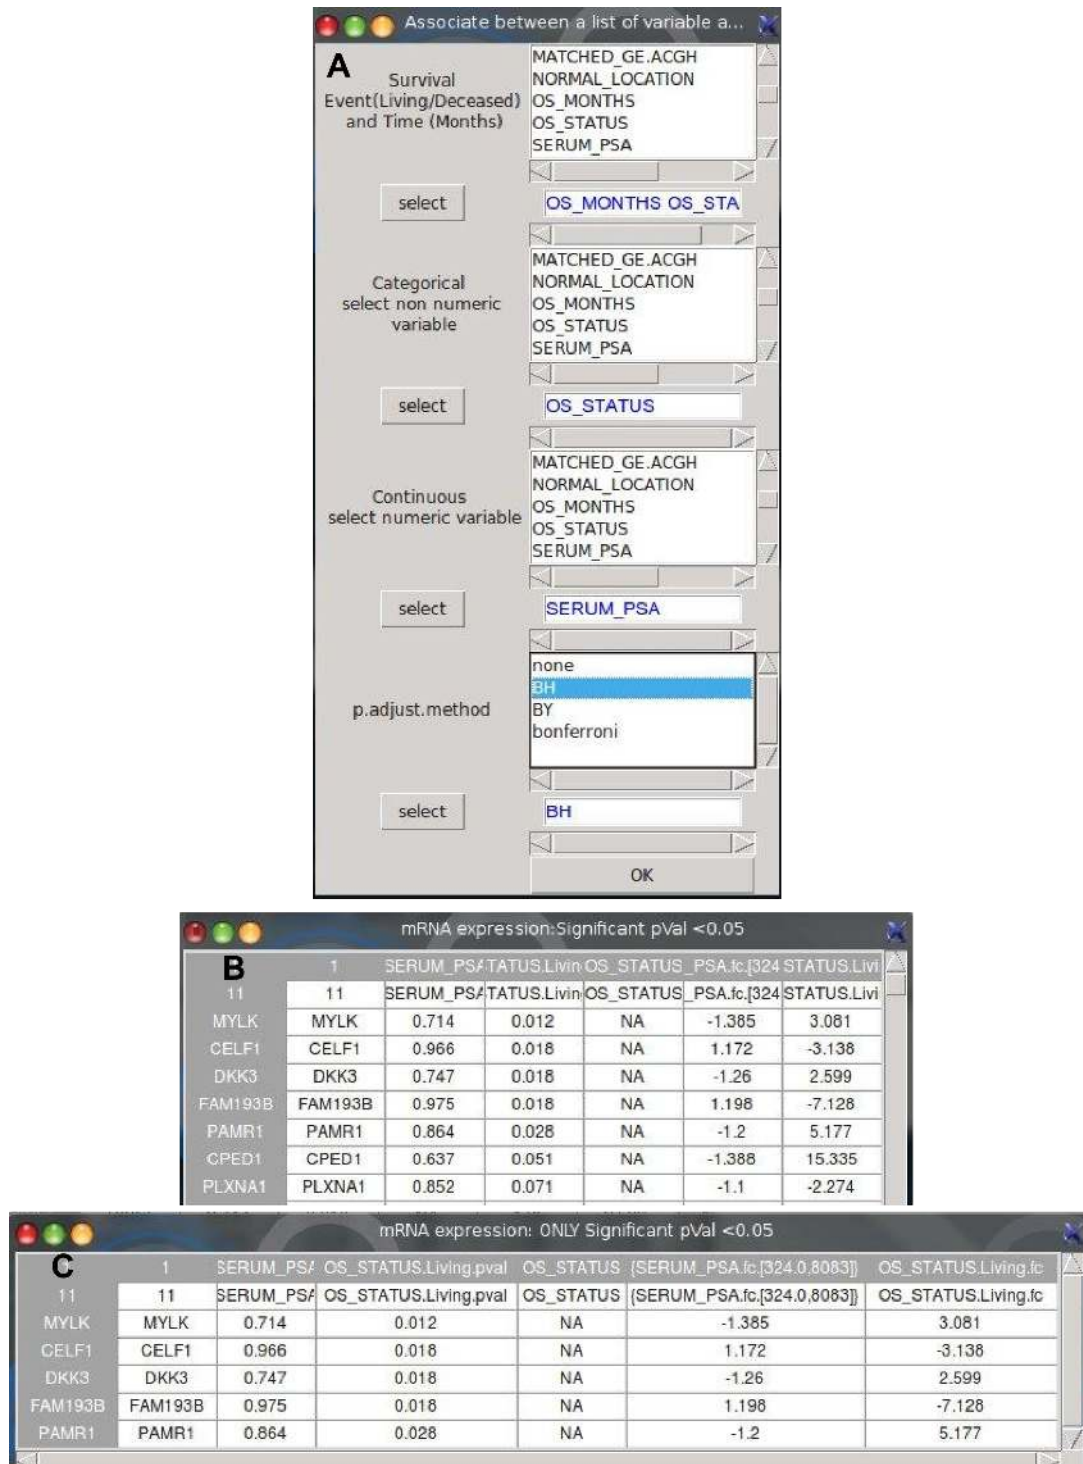 Associate between a list of variable a...
A
Survival
Event(Living/Deceased)
and Time (Months)
MATCHED_GE.ACGH
NORMAL_LOCATION
OS_MONTHS
OS_STATUS
SERUM_PSA
select
OS_MONTHS OS_STA
Categorical
select non numeric
variable
MATCHED_GE.ACGH
NORMAL_LOCATION
OS_MONTHS
OS_STATUS
SERUM_PSA
select
OS_STATUS
Continuous
select numeric variable
MATCHED_GE.ACGH
NORMAL_LOCATION
OS_MONTHS
OS_STATUS
SERUM_PSA
select
SERUM_PSA
p.adjust.method
none
BH
BY
bonferroni
select
BH
OK
mRNA expression:Significant pVal <0.05
B 1 SERUM_PSA TATUS.Livin OS_STATUS _PSA.fc.[324 STATUS.Livi
11 11 SERUM_PSA TATUS.Livin OS_STATUS _PSA.fc.[324 STATUS.Livi
MYLK MYLK 0.714 0.012 NA -1.385 3.081
CELF1 CELF1 0.966 0.018 NA 1.172 -3.138
DKK3 DKK3 0.747 0.018 NA -1.26 2.599
FAM193B FAM193B 0.975 0.018 NA 1.198 -7.128
PAMR1 PAMR1 0.864 0.028 NA -1.2 5.177
CPED1 CPED1 0.637 0.051 NA -1.388 15.335
PLXNA1 PLXNA1 0.852 0.071 NA -1.1 -2.274
mRNA expression: ONLY Significant pVal <0.05
C 1 SERUM_PSA OS_STATUS.Living.pval OS_STATUS {SERUM_PSA.fc.[324.0,8083]} OS_STATUS.Living.fc
11 11 SERUM_PSA OS_STATUS.Living.pval OS_STATUS {SERUM_PSA.fc.[324.0,8083]} OS_STATUS.Living.fc
MYLK MYLK 0.714 0.012 NA -1.385 3.081
CELF1 CELF1 0.966 0.018 NA 1.172 -3.138
DKK3 DKK3 0.747 0.018 NA -1.26 2.599
FAM193B FAM193B 0.975 0.018 NA 1.198 -7.128
PAMR1 PAMR1 0.864 0.028 NA -1.2 5.177